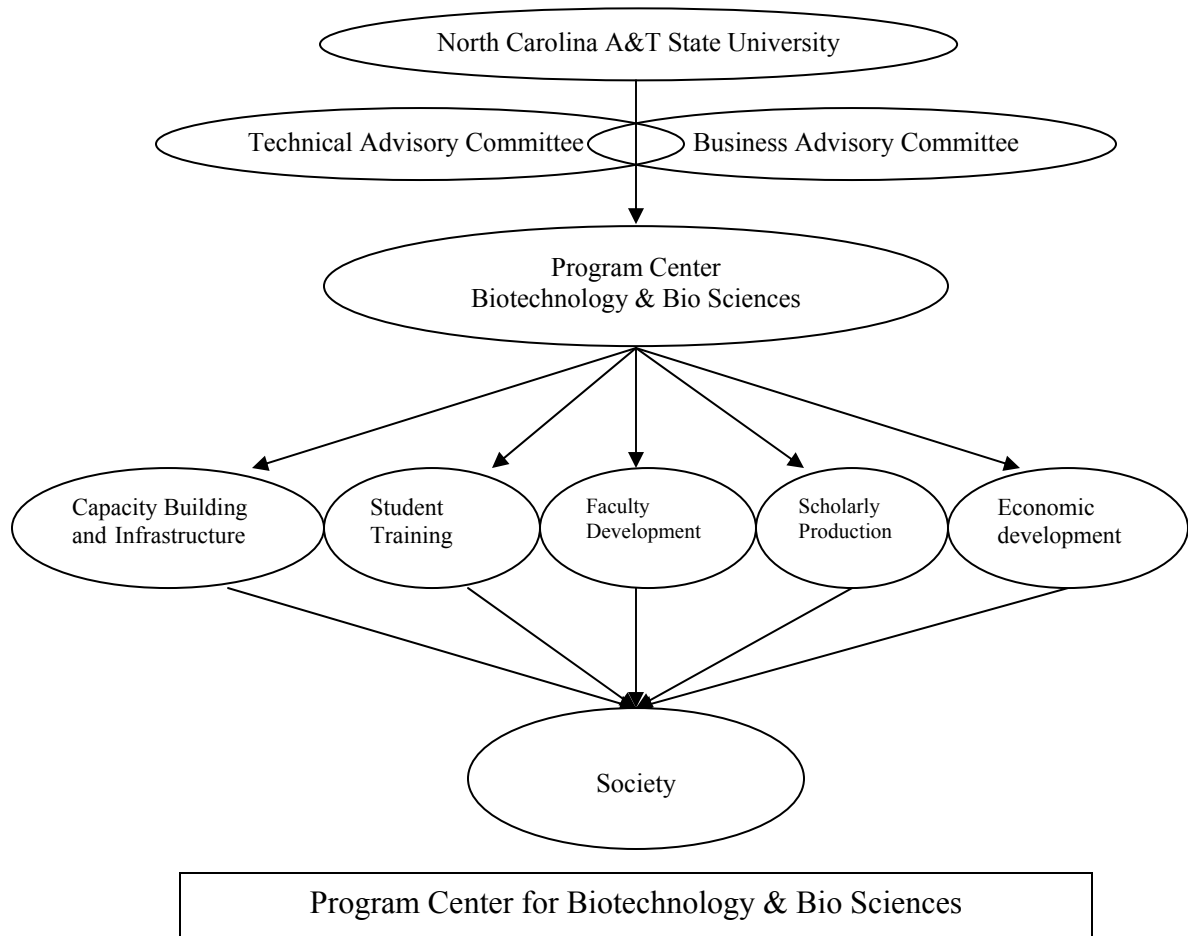 North Carolina A&T State University
Technical Advisory Committee
Business Advisory Committee
Program Center
Biotechnology & Bio Sciences
Capacity Building
and Infrastructure
Student
Training
Faculty
Development
Scholarly
Production
Economic
development
Society
Program Center for Biotechnology & Bio Sciences